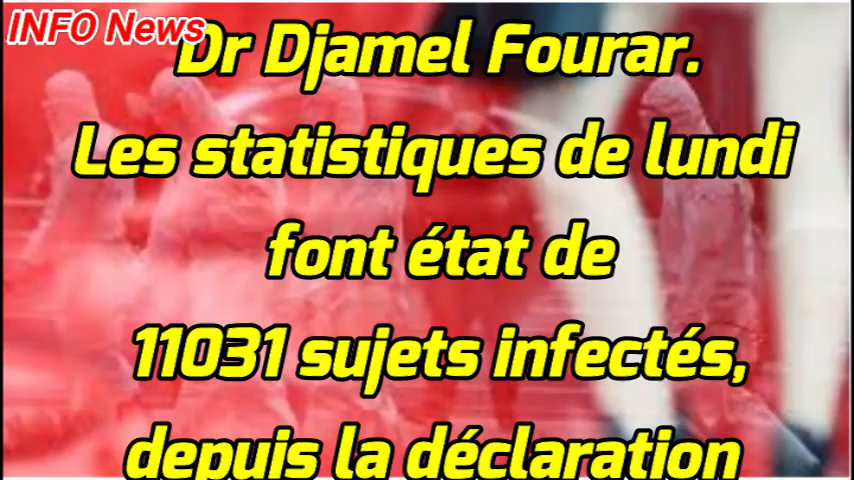 INFO News
Dr Djamel Fourar.
Les statistiques de lundi
font état de
11031 sujets infectés,
depuis la déclaration